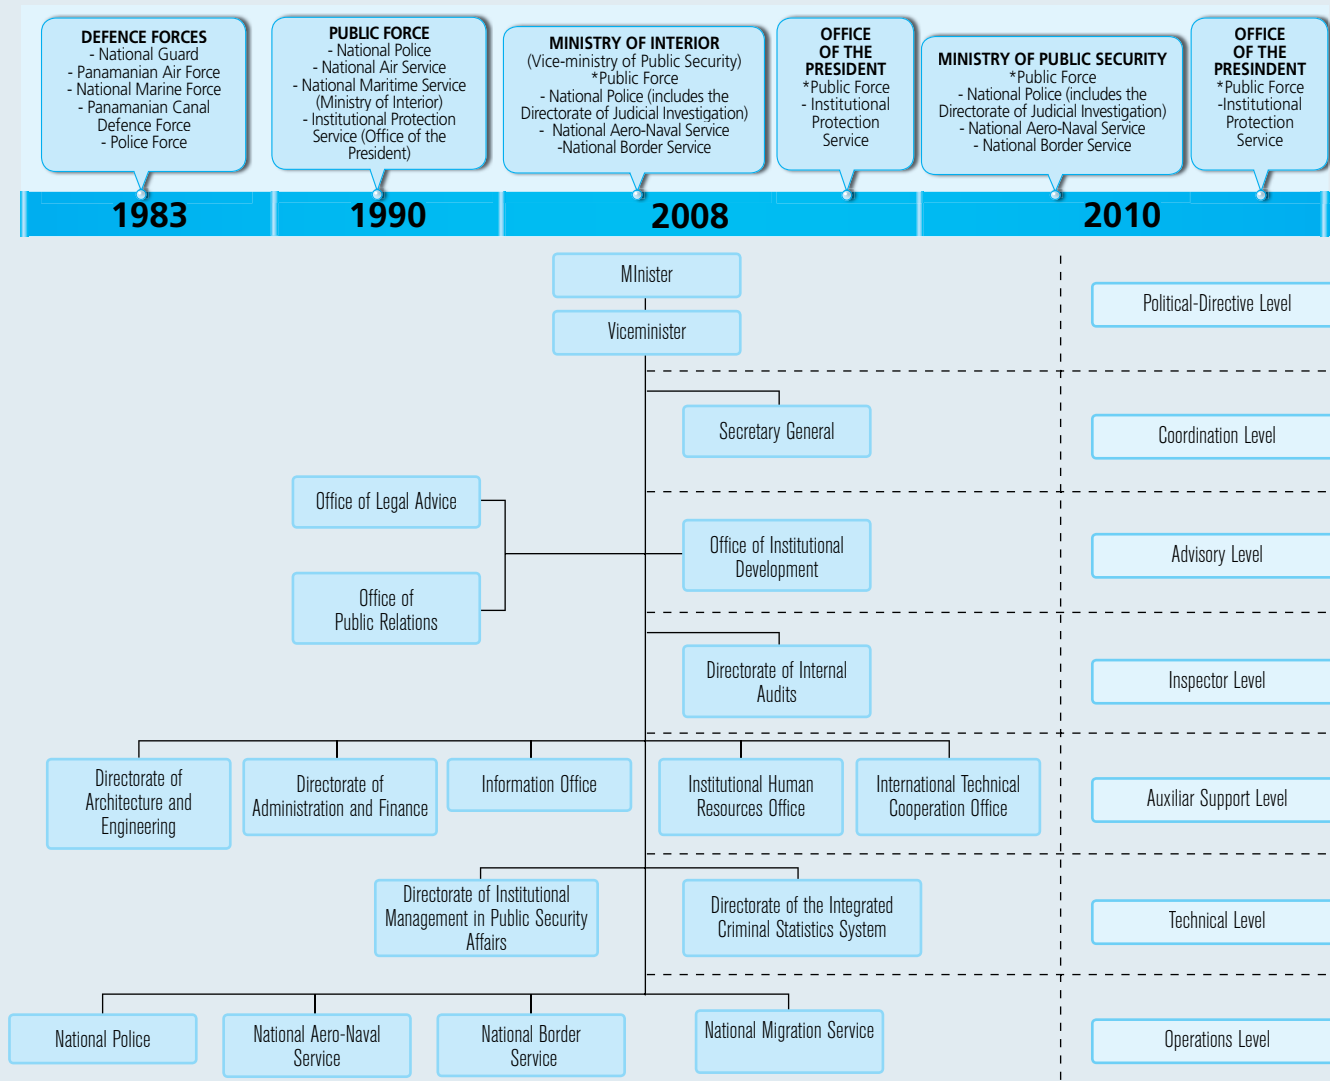 DEFENCE FORCES
- National Guard
- Panamanian Air Force
- National Marine Force
- Panamanian Canal
Defence Force
- Police Force
PUBLIC FORCE
- National Police
- National Air Service
- National Maritime Service
(Ministry of Interior)
- Institutional Protection
Service (Office of the
President)
MINISTRY OF INTERIOR
(Vice-ministry of Public Security)
*Public Force
- National Police (includes the
Directorate of Judicial Investigation)
- National Aero-Naval Service
-National Border Service
OFFICE
OF THE
PRESIDENT
*Public Force
- Institutional
Protection
Service
MINISTRY OF PUBLIC SECURITY
*Public Force
- National Police (includes the
Directorate of Judicial Investigation)
- National Aero-Naval Service
- National Border Service
OFFICE
OF THE
PRESINDENT
*Public Force
-Institutional
Protection
Service
1983
1990
2008
2010
MInister
Viceminister
Political-Directive Level
Secretary General
Coordination Level
Office of Legal Advice
Office of
Public Relations
Office of Institutional
Development
Advisory Level
Directorate of Internal
Audits
Inspector Level
Directorate of
Architecture and
Engineering
Directorate of
Administration and Finance
Information Office
Institutional Human
Resources Office
International Technical
Cooperation Office
Auxiliar Support Level
Directorate of Institutional
Management in Public Security
Affairs
Directorate of the Integrated
Criminal Statistics System
Technical Level
National Police
National Aero-Naval
Service
National Border
Service
National Migration Service
Operations Level